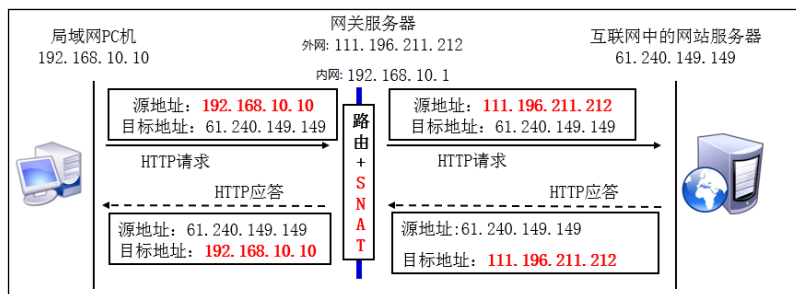 局域网PC机
192.168.10.10
网关服务器
外网: 111.196.211.212
内网: 192.168.10.1
互联网中的网站服务器
61.240.149.149
源地址: 192.168.10.10
目标地址: 61.240.149.149
HTTP请求
源地址: 111.196.211.212
目标地址: 61.240.149.149
HTTP请求
路由+SNAT
HTTP应答
源地址: 61.240.149.149
目标地址: 192.168.10.10
HTTP应答
源地址:61.240.149.149
目标地址: 111.196.211.212